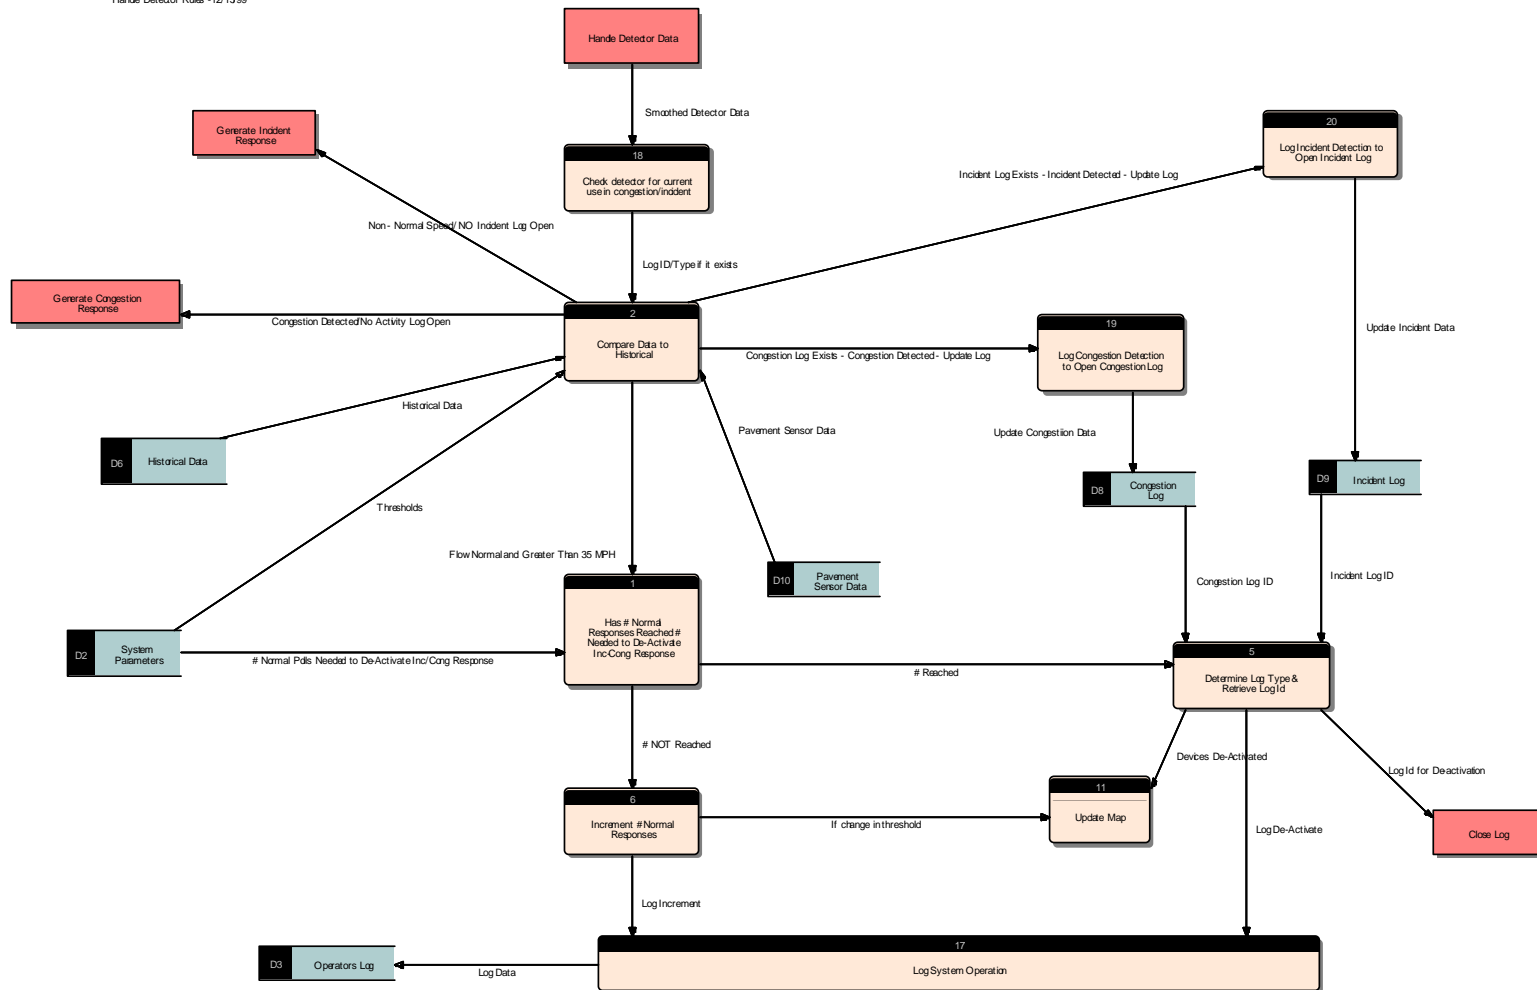 Handle Detector Data
Smoothed Detector Data
Generate Incident
Response
18
Check detector for current
use in congestion/incident
20
Log Incident Detection to
Open Incident Log
Incident Log Exists - Incident Detected - Update Log
Non - Normal Speed/ NO Incident Log Open
Log ID/Type if it exists
Generate Congestion
Response
Congestion Detected/No Activity Log Open
2
Compare Data to
Historical
19
Log Congestion Detection
to Open Congestion Log
Congestion Log Exists - Congestion Detected - Update Log
Update Incident Data
Historical Data
Pavement Sensor Data
Update Congestiion Data
D6
Historical Data
D8
Congestion
Log
D9
Incident Log
Thresholds
Flow Normal and Greater Than 35 MPH
D10
Pavement
Sensor Data
Congestion Log ID
Incident Log ID
1
Has # Normal
Responses Reached #
Needed to De-Activate
Inc-Cong Response
D2
System
Parameters
# Normal Polls Needed to De-Activate Inc/Cong Response
# Reached
5
Determine Log Type &
Retrieve Log Id
# NOT Reached
Devices De-Activated
Log Id for Deactivation
6
Increment # Normal
Responses
If change in threshold
11
Update Map
Log De-Activate
Close Log
Log Increment
17
Log System Operation
D3
Operators Log
Log Data